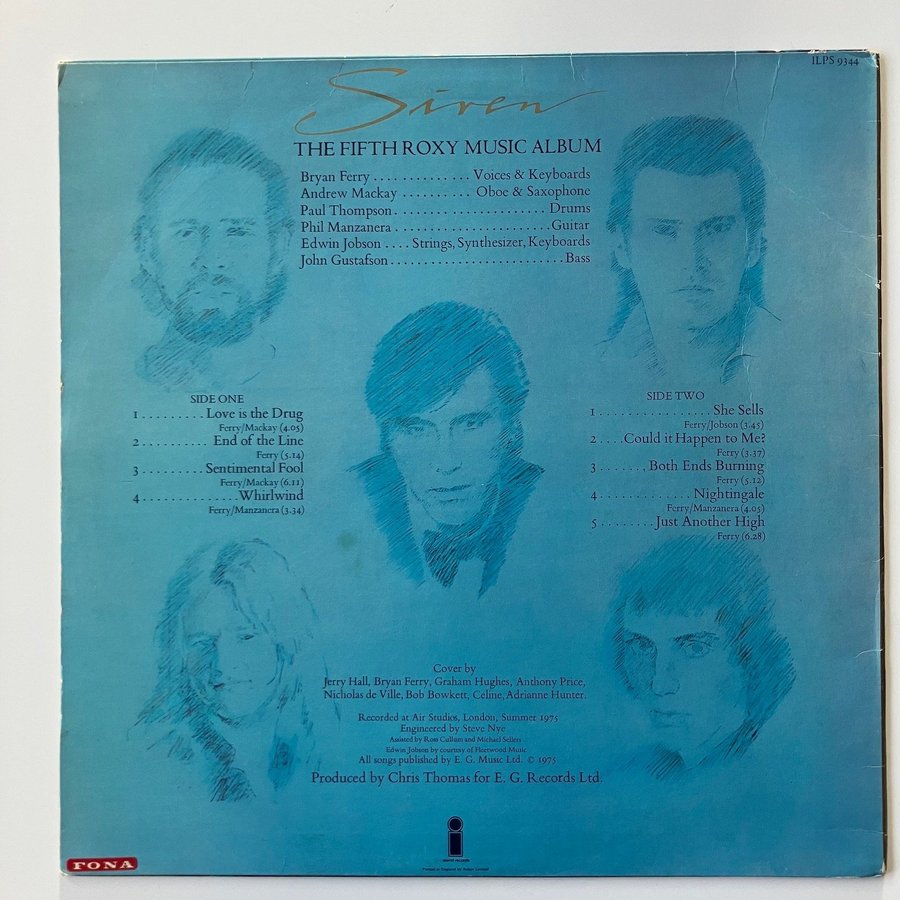 ILPS 9344
Siren
THE FIFTH ROXY MUSIC ALBUM
Bryan Ferry . . . . . . . . . . . . . Voices & Keyboards
Andrew Mackay . . . . . . . . . . Oboe & Saxophone
Paul Thompson. . . . . . . . . . . . . . . . . . . . . . Drums
Phil Manzanera . . . . . . . . . . . . . . . . . . . . . . . Guitar
Edwin Jobson . . . . Strings, Synthesizer, Keyboards
John Gustafson . . . . . . . . . . . . . . . . . . . . . . . . . Bass
SIDE ONE
1 . . . . . . . . . Love is the Drug
Ferry/Mackay (4.05)
2 . . . . . . . . . . End of the Line
Ferry (5.14)
3 . . . . . . . . . Sentimental Fool
Ferry/Mackay (6.11)
4 . . . . . . . . . . . . . . Whirlwind
Ferry/Manzanera (3.34)
SIDE TWO
1 . . . . . . . . . . . . . . . . She Sells
Ferry/Jobson (3.45)
2 . . . .Could it Happen to Me?
Ferry (3.37)
3 . . . . . . , Both Ends Burning
Ferry (5.12)
4 . . . . . . . . . . . . . Nightingale
Ferry/Manzanera (4.05)
5 . . . . . . . . Just Another High
Ferry (6.28)
Cover by
Jerry Hall, Bryan Ferry, Graham Hughes, Anthony Price,
Nicholas de Ville, Bob Bowkett, Celine, Adrianne Hunter.
Recorded at Air Studios, London, Summer 1975
Engineered by Steve Nye
Assisted by Ross Cullum and Michael Sellers
Edwin Jobson by courtesy of Fleetwood Music
All songs published by E. G. Music Ltd. © 1975
Produced by Chris Thomas for E. G. Records Ltd.
island records
Printed in England by Robor Limited
FONA